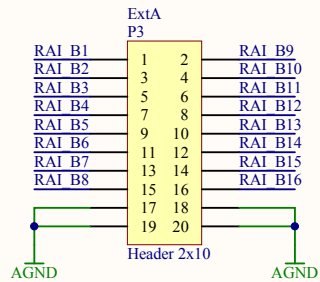 ExtA
P3
RAI_B1 1 2 RAI_B9
RAI_B2 3 4 RAI_B10
RAI_B3 5 6 RAI_B11
RAI_B4 7 8 RAI_B12
RAI_B5 9 10 RAI_B13
RAI_B6 11 12 RAI_B14
RAI_B7 13 14 RAI_B15
RAI_B8 15 16 RAI_B16
17 18
19 20
Header 2x10
AGND AGND